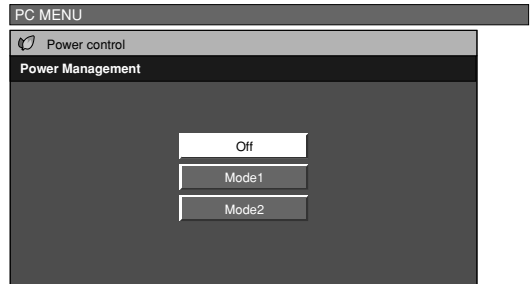 PC MENU
Power control
Power Management
Off
Mode1
Mode2